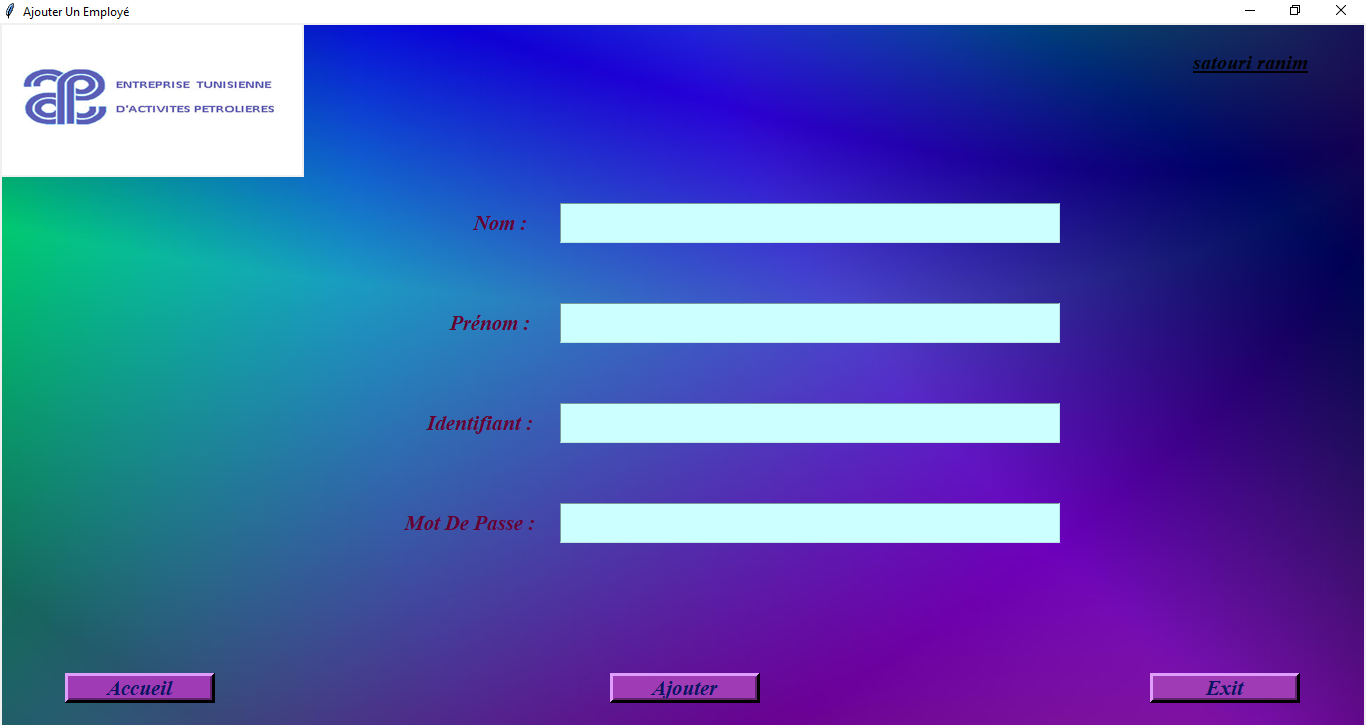 Ajouter Un Employé
ENTREPRISE TUNISIENNE
D'ACTIVITES PETROLIERES
satouri ranim
Nom :
Prénom :
Identifiant :
Mot De Passe :
Accueil
Ajouter
Exit